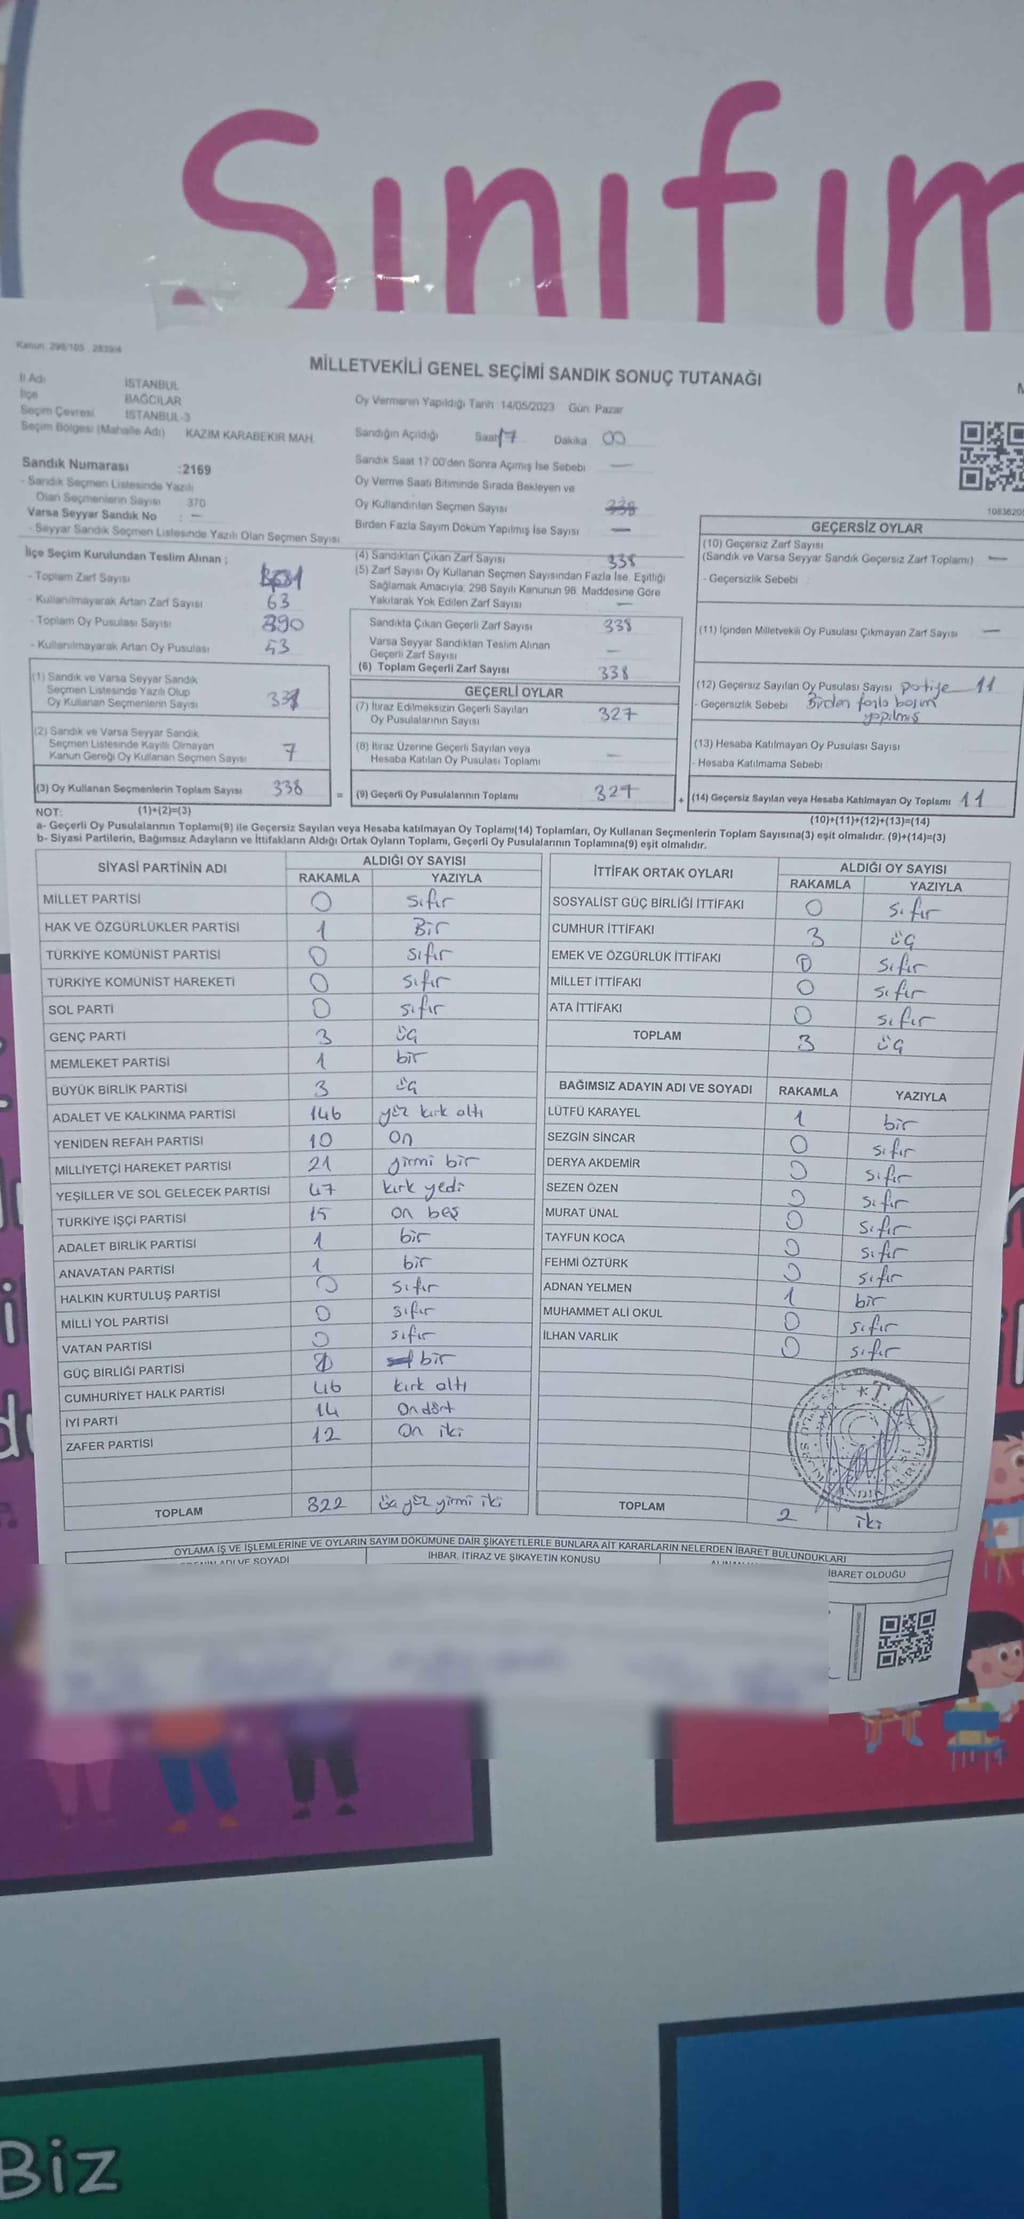 Sınıfım
Kanun: 298/105 , 2839/4
MİLLETVEKİLİ GENEL SEÇİMİ SANDIK SONUÇ TUTANAĞI
İl Adı İSTANBUL
İlçe BAĞCILAR
Seçim Çevresi İSTANBUL-3
Seçim Bölgesi (Mahalle Adı) KAZIM KARABEKİR MAH.
Oy Vermenin Yapıldığı Tarih :14/05/2023 Gün: Pazar
Sandığın Açıldığı Saat 17 Dakika 00
Sandık Saat 17:00'den Sonra Açımış İse Sebebi —
Oy Verme Saati Bitiminde Sırada Bekleyen ve
Oy Kullandırılan Seçmen Sayısı 338
Birden Fazla Sayım Döküm Yapılmış İse Sayısı —
Sandık Numarası :2169
- Sandık Seçmen Listesinde Yazılı
Olan Seçmenlerin Sayısı 370
Varsa Seyyar Sandık No : —
- Seyyar Sandık Seçmen Listesinde Yazılı Olan Seçmen Sayısı
İlçe Seçim Kurulundan Teslim Alınan ;
- Toplam Zarf Sayısı
- Kullanılmayarak Artan Zarf Sayısı 63
- Toplam Oy Pusulası Sayısı 390
- Kullanılmayarak Artan Oy Pusulası 53
(1) Sandık ve Varsa Seyyar Sandık
Seçmen Listesinde Yazılı Olup
Oy Kullanan Seçmenlerin Sayısı 331
(2) Sandık ve Varsa Seyyar Sandık
Seçmen Listesinde Kayıtlı Olmayan
Kanun Gereği Oy Kullanan Seçmen Sayısı 7
(3) Oy Kullanan Seçmenlerin Toplam Sayısı 338
(1)+(2)=(3)
(4) Sandıktan Çıkan Zarf Sayısı 338
(5) Zarf Sayısı Oy Kullanan Seçmen Sayısından Fazla İse, Eşitliği
Sağlamak Amacıyla, 298 Sayılı Kanunun 98. Maddesine Göre
Yakılarak Yok Edilen Zarf Sayısı —
Sandıkta Çıkan Geçerli Zarf Sayısı 338
Varsa Seyyar Sandıktan Teslim Alınan
Geçerli Zarf Sayısı —
(6) Toplam Geçerli Zarf Sayısı 338
GEÇERLİ OYLAR
(7) İtiraz Edilmeksizin Geçerli Sayılan
Oy Pusulalarının Sayısı 327
(8) İtiraz Üzerine Geçerli Sayılan veya
Hesaba Katılan Oy Pusulası Toplamı —
= (9) Geçerli Oy Pusulalarının Toplamı 327
GEÇERSİZ OYLAR
(10) Geçersiz Zarf Sayısı
(Sandık ve Varsa Seyyar Sandık Geçersiz Zarf Toplamı) —
- Geçersizlik Sebebi
(11) İçinden Milletvekili Oy Pusulası Çıkmayan Zarf Sayısı —
(12) Geçersiz Sayılan Oy Pusulası Sayısı partiye 11
- Geçersizlik Sebebi Birden fazla basım
yapılmış
(13) Hesaba Katılmayan Oy Pusulası Sayısı
- Hesaba Katılmama Sebebi
+ (14) Geçersiz Sayılan veya Hesaba Katılmayan Oy Toplamı 11
(10)+(11)+(12)+(13)=(14)
NOT:
a- Geçerli Oy Pusulalarının Toplamı(9) ile Geçersiz Sayılan veya Hesaba katılmayan Oy Toplamı(14) Toplamları, Oy Kullanan Seçmenlerin Toplam Sayısına(3) eşit olmalıdır. (9)+(14)=(3)
b- Siyasi Partilerin, Bağımsız Adayların ve İttifakların Aldığı Ortak Oyların Toplamı, Geçerli Oy Pusulalarının Toplamına(9) eşit olmalıdır.
SİYASİ PARTİNİN ADI ALDIĞI OY SAYISI
RAKAMLA YAZIYLA
MİLLET PARTİSİ 0 sıfır
HAK VE ÖZGÜRLÜKLER PARTİSİ 1 Bir
TÜRKİYE KOMÜNİST PARTİSİ 0 sıfır
TÜRKİYE KOMÜNİST HAREKETİ 0 sıfır
SOL PARTİ 0 sıfır
GENÇ PARTİ 3 üç
MEMLEKET PARTİSİ 1 bir
BÜYÜK BİRLİK PARTİSİ 3 üç
ADALET VE KALKINMA PARTİSİ 146 yüz kırk altı
YENİDEN REFAH PARTİSİ 10 on
MİLLİYETÇİ HAREKET PARTİSİ 21 yirmi bir
YEŞİLLER VE SOL GELECEK PARTİSİ 47 kırk yedi
TÜRKİYE İŞÇİ PARTİSİ 15 on beş
ADALET BİRLİK PARTİSİ 1 bir
ANAVATAN PARTİSİ 1 bir
HALKIN KURTULUŞ PARTİSİ 0 sıfır
MİLLİ YOL PARTİSİ 0 sıfır
VATAN PARTİSİ 0 sıfır
GÜÇ BİRLİĞİ PARTİSİ 1 bir
CUMHURİYET HALK PARTİSİ 46 kırk altı
İYİ PARTİ 14 on dört
ZAFER PARTİSİ 12 on iki
TOPLAM 322 üç yüz yirmi iki
İTTİFAK ORTAK OYLARI ALDIĞI OY SAYISI
RAKAMLA YAZIYLA
SOSYALİST GÜÇ BİRLİĞİ İTTİFAKI 0 sıfır
CUMHUR İTTİFAKI 3 üç
EMEK VE ÖZGÜRLÜK İTTİFAKI 0 sıfır
MİLLET İTTİFAKI 0 sıfır
ATA İTTİFAKI 0 sıfır
TOPLAM 3 üç
BAĞIMSIZ ADAYIN ADI VE SOYADI RAKAMLA YAZIYLA
LÜTFÜ KARAYEL 1 bir
SEZGİN SİNCAR 0 sıfır
DERYA AKDEMİR 0 sıfır
SEZEN ÖZEN 0 sıfır
MURAT ÜNAL 0 sıfır
TAYFUN KOCA 0 sıfır
FEHMİ ÖZTÜRK 0 sıfır
ADNAN YELMEN 1 bir
MUHAMMET ALİ OKUL 0 sıfır
İLHAN VARLIK 0 sıfır
TOPLAM 2 iki
OYLAMA İŞ VE İŞLEMLERİNE VE OYLARIN SAYIM DÖKÜMÜNE DAİR ŞİKAYETLERLE BUNLARA AİT KARARLARIN NELERDEN İBARET BULUNDUKLARI
ADI VE SOYADI İHBAR, İTİRAZ VE ŞİKAYETİN KONUSU İBARET OLDUĞU
Biz